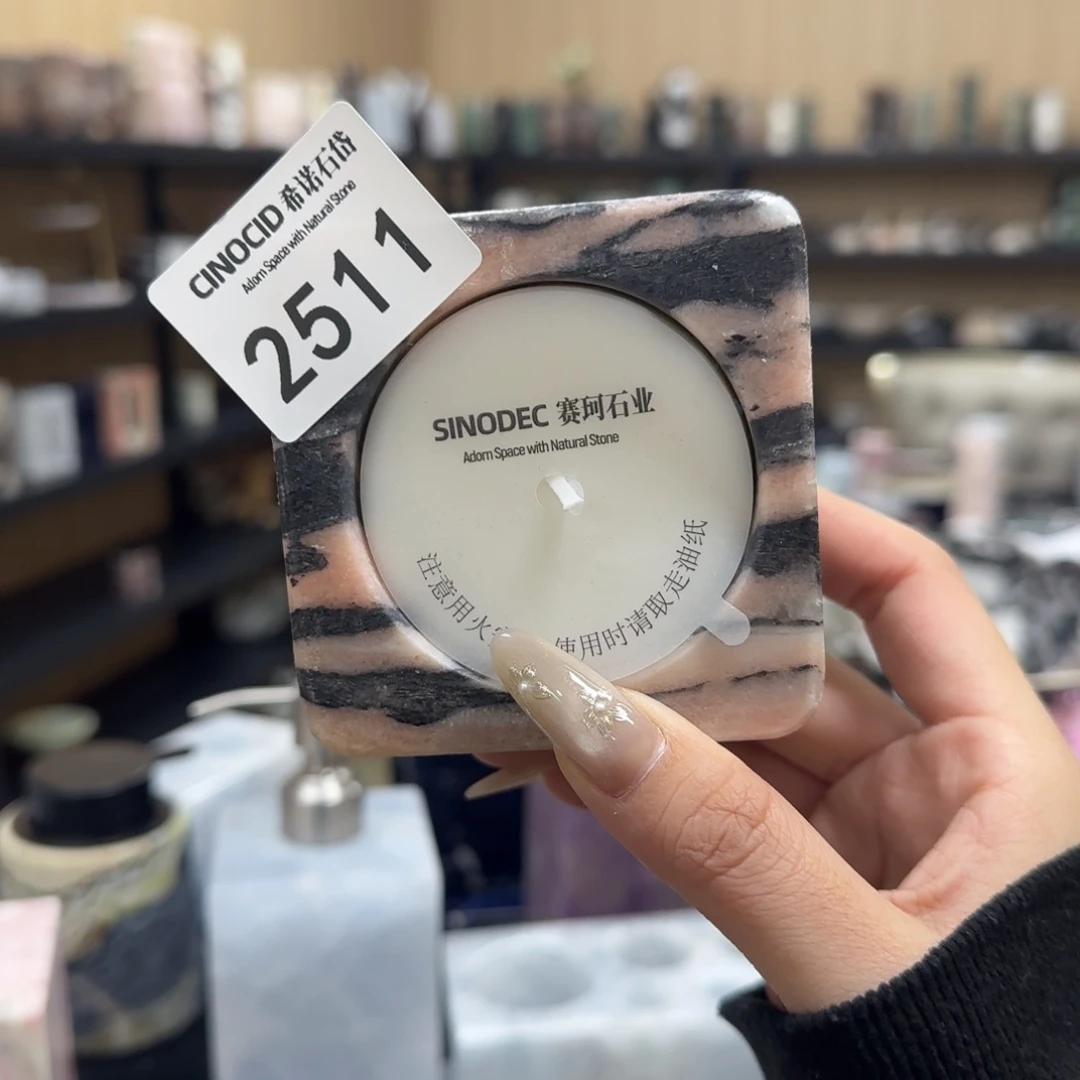 CINOCID 希诺石岱
Adorn Space with Natural Stone
2511
SINODEC 赛珂石业
Adorn Space with Natural Stone
注意用火 使用时请取走油纸